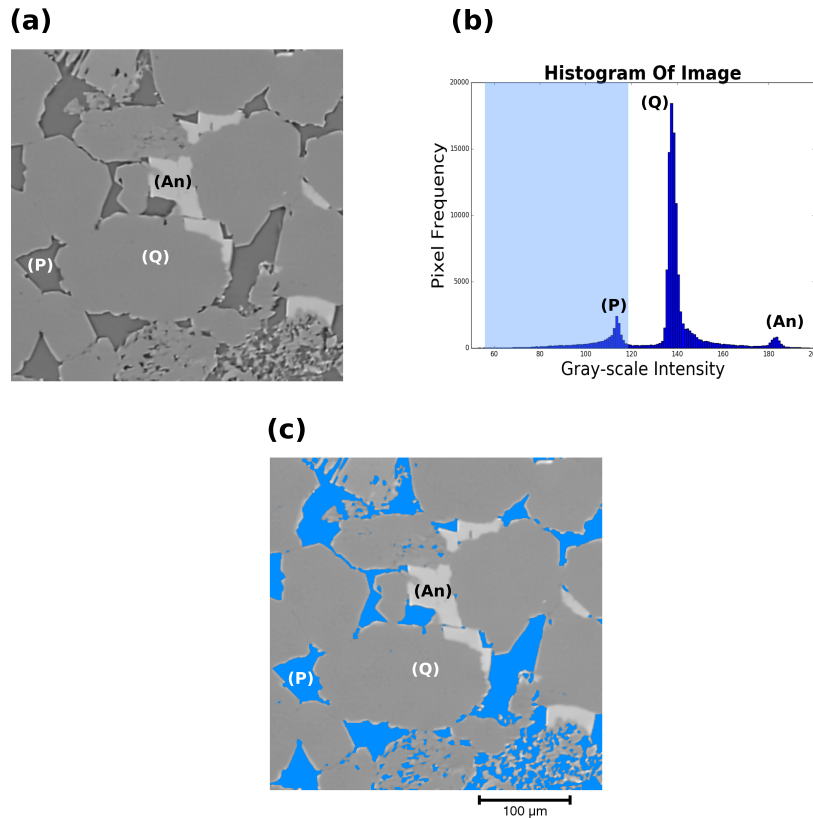 (a)
(An)
(Q)
(P)
(b)
Histogram Of Image
20000
(Q)
15000
Pixel Frequency
10000
5000
(P)
(An)
0
60 80 100 120 140 160 180 20
Gray-scale Intensity
(c)
(An)
(Q)
(P)
100 μm